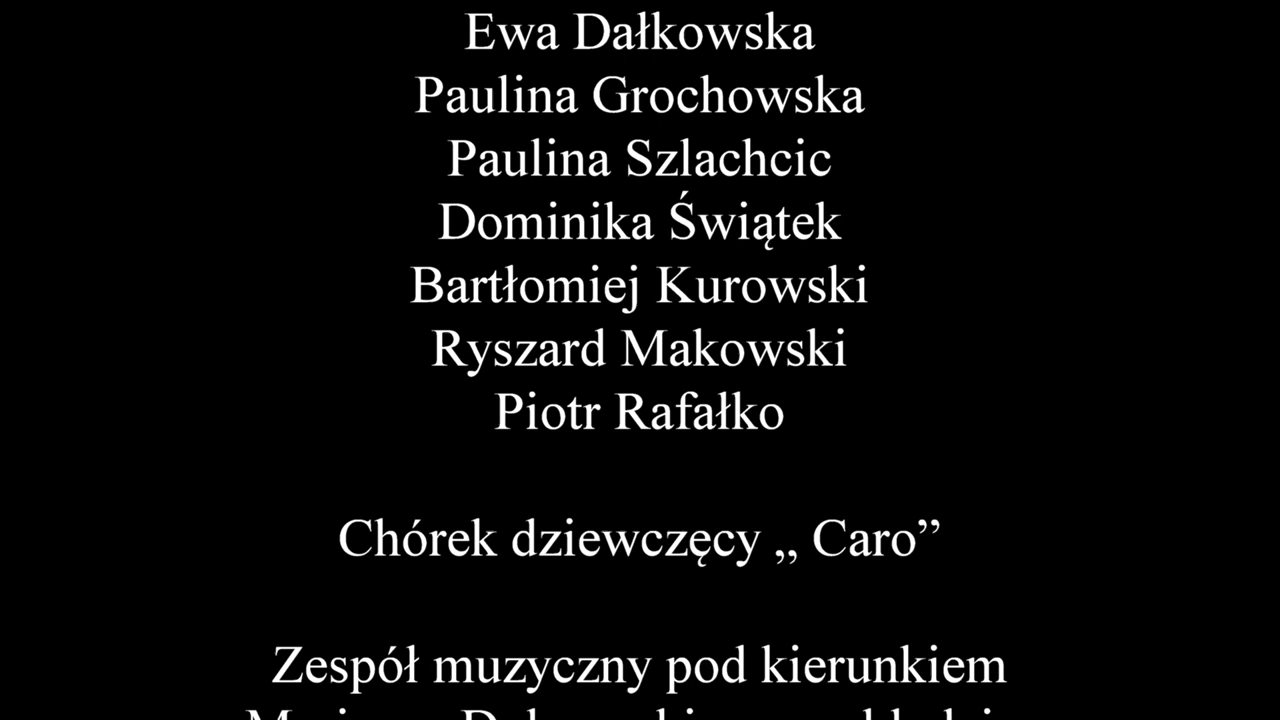 Ewa Dałkowska
Paulina Grochowska
Paulina Szlachcic
Dominika Świątek
Bartłomiej Kurowski
Ryszard Makowski
Piotr Rafałko
Chórek dziewczęcy „ Caro”
Zespół muzyczny pod kierunkiem